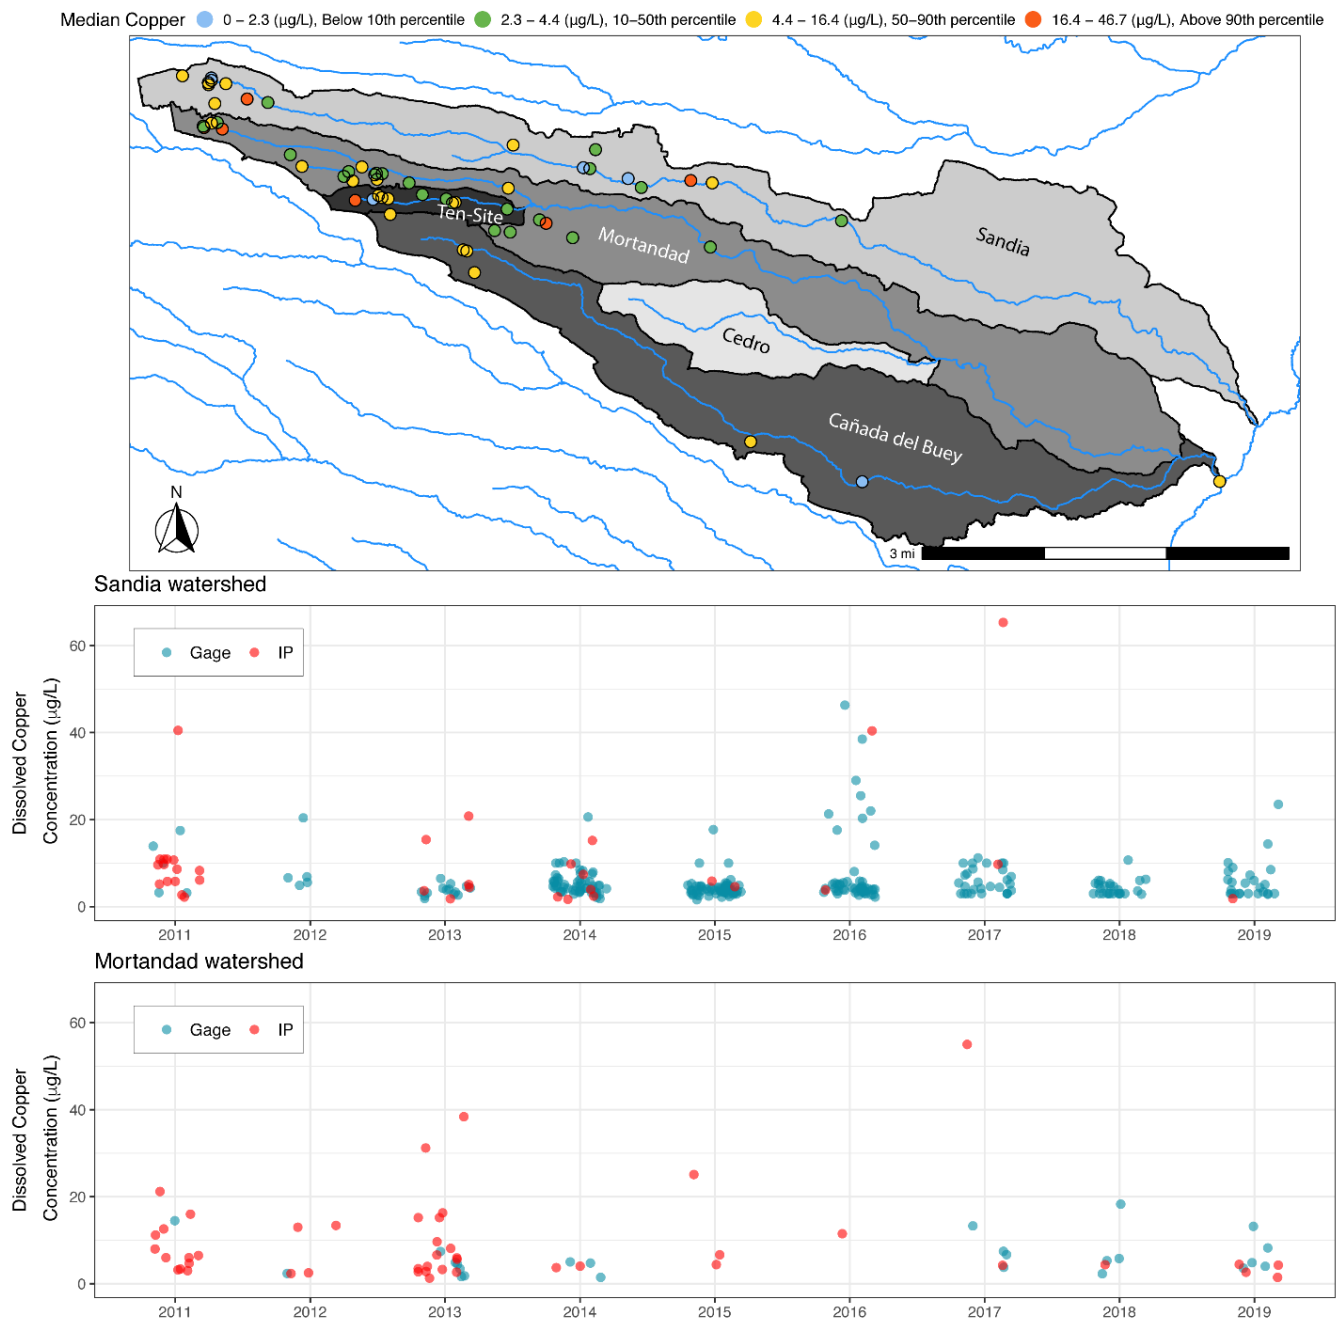 Median Copper 0 – 2.3 (µg/L), Below 10th percentile 2.3 – 4.4 (µg/L), 10–50th percentile 4.4 – 16.4 (µg/L), 50–90th percentile 16.4 – 46.7 (µg/L), Above 90th percentile
Ten-Site
Mortandad
Sandia
Cedro
Cañada del Buey
N
3 mi
Sandia watershed
Gage IP
Dissolved Copper
Concentration (µg/L)
60
40
20
0
2011 2012 2013 2014 2015 2016 2017 2018 2019
Mortandad watershed
Gage IP
Dissolved Copper
Concentration (µg/L)
60
40
20
0
2011 2012 2013 2014 2015 2016 2017 2018 2019